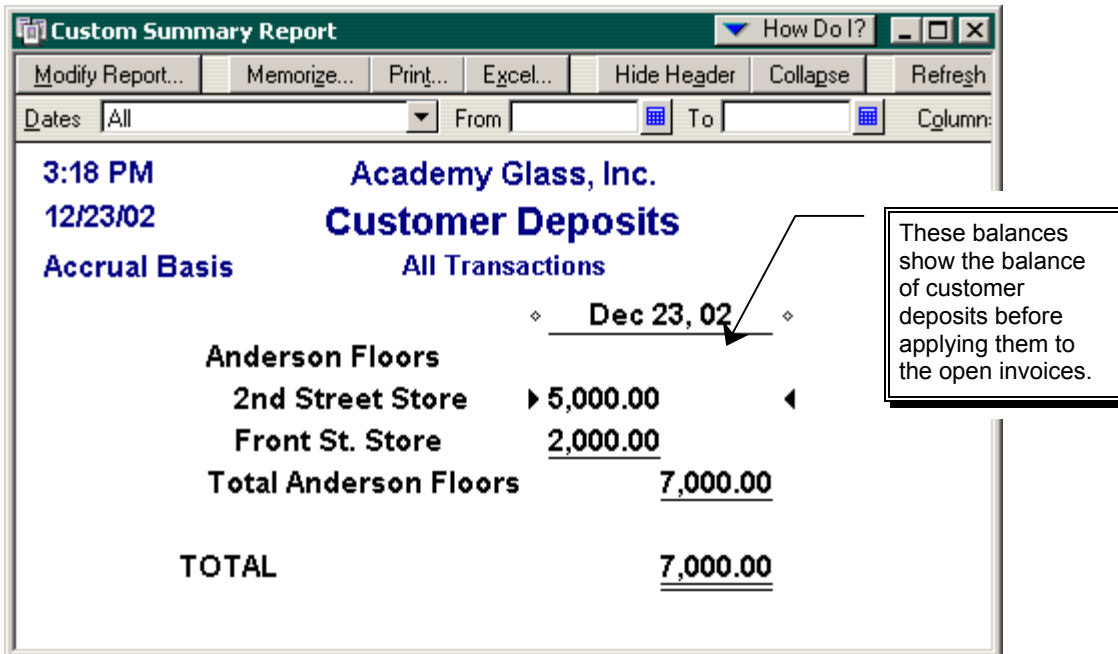 Custom Summary Report How Do I?
Modify Report... Memorize... Print... Excel... Hide Header Collapse Refresh
Dates All From To Column:
3:18 PM Academy Glass, Inc.
12/23/02 Customer Deposits
Accrual Basis All Transactions
Dec 23, 02
Anderson Floors
2nd Street Store 5,000.00
Front St. Store 2,000.00
Total Anderson Floors 7,000.00
TOTAL 7,000.00
These balances
show the balance
of customer
deposits before
applying them to
the open invoices.